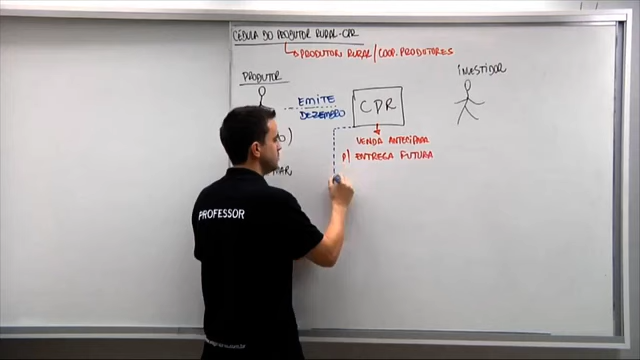 CÉDULA DO PRODUTOR RURAL-CPR
PRODUTOR RURAL/COOP. PRODUTORES
PRODUTOR
INVESTIDOR
EMITE
CPR
DEZEMBRO
VENDA ANTECIPADA
P/ ENTREGA FUTURA
PROFESSOR